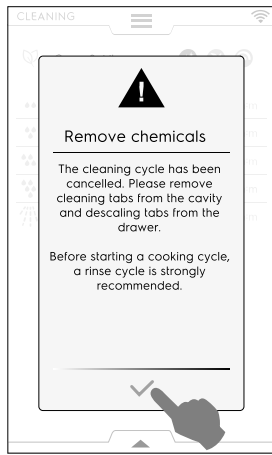 CLEANING
Remove chemicals
The cleaning cycle has been
cancelled. Please remove
cleaning tabs from the cavity
and descaling tabs from the
drawer.
Before starting a cooking cycle,
a rinse cycle is strongly
recommended.